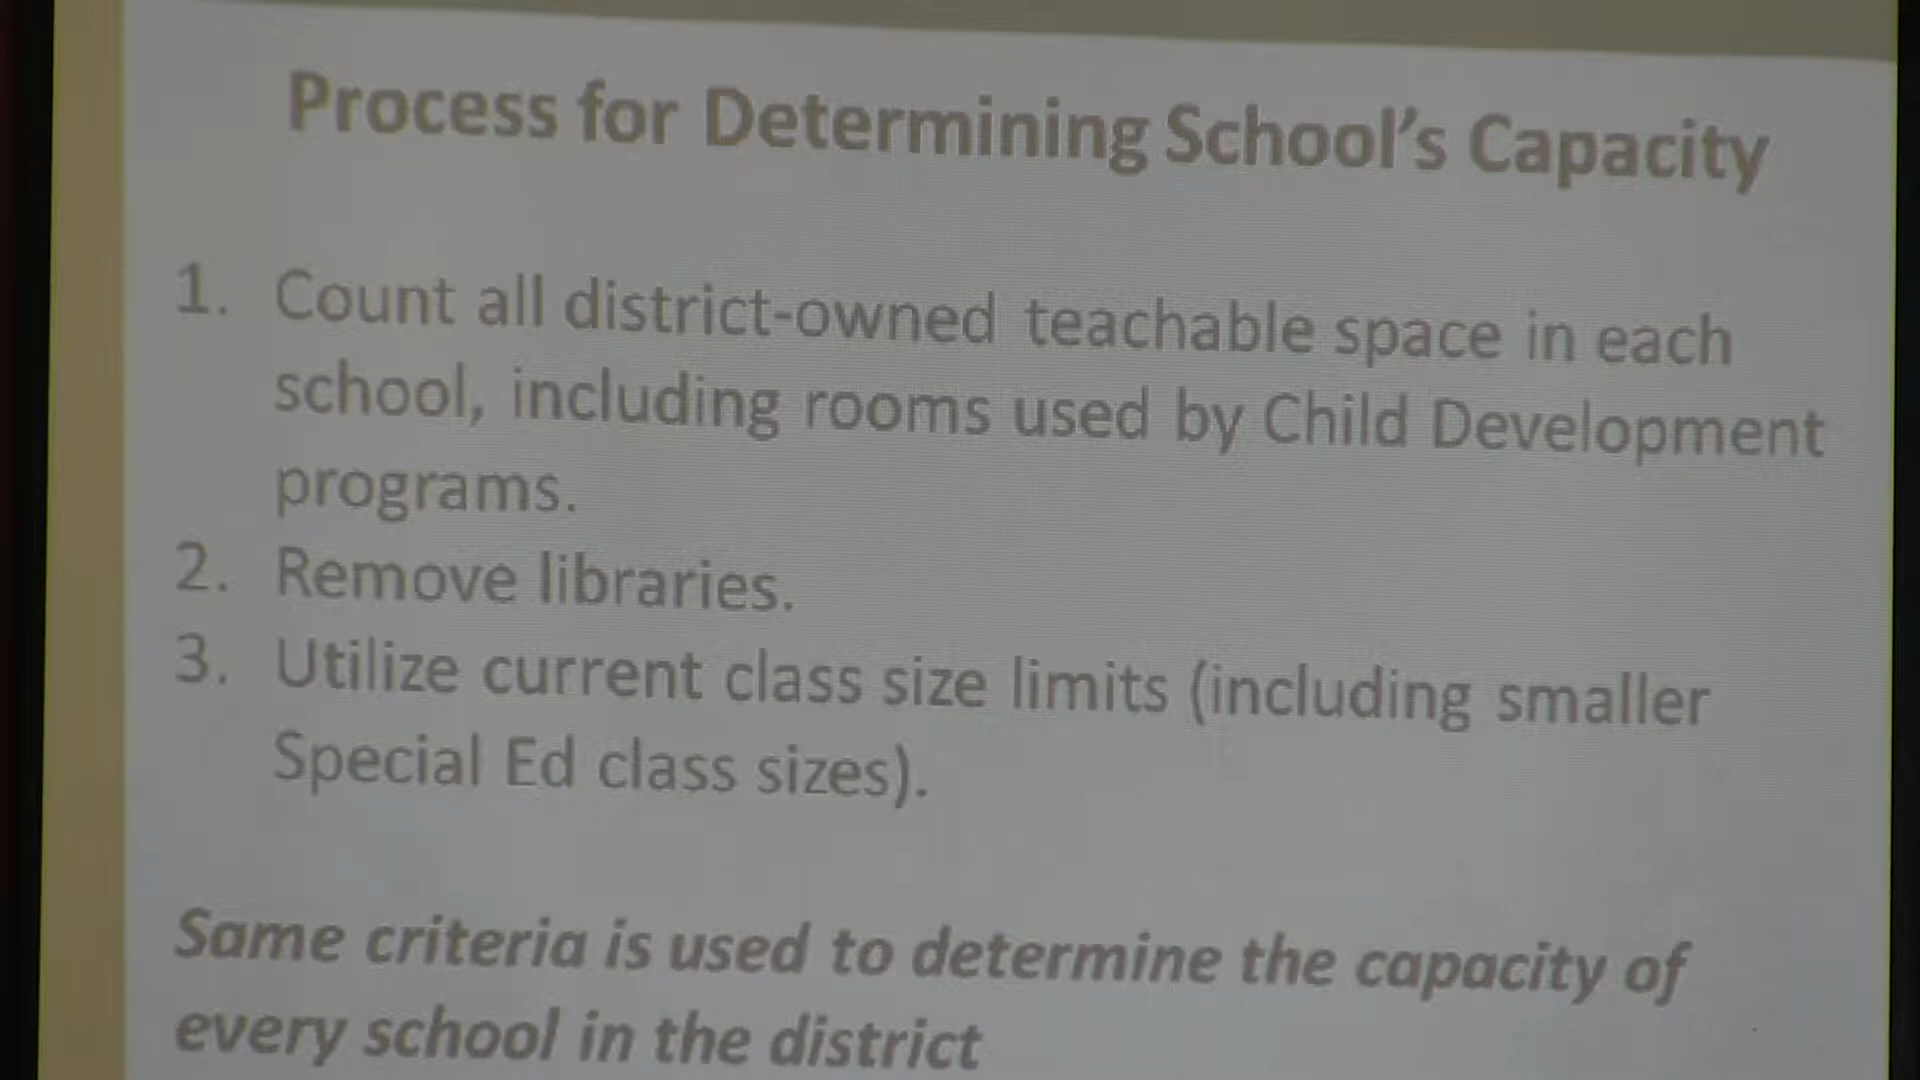 Process for Determining School's Capacity
1. Count all district-owned teachable space in each
school, including rooms used by Child Development
programs.
2. Remove libraries.
3. Utilize current class size limits (including smaller
Special Ed class sizes).
Same criteria is used to determine the capacity of
every school in the district